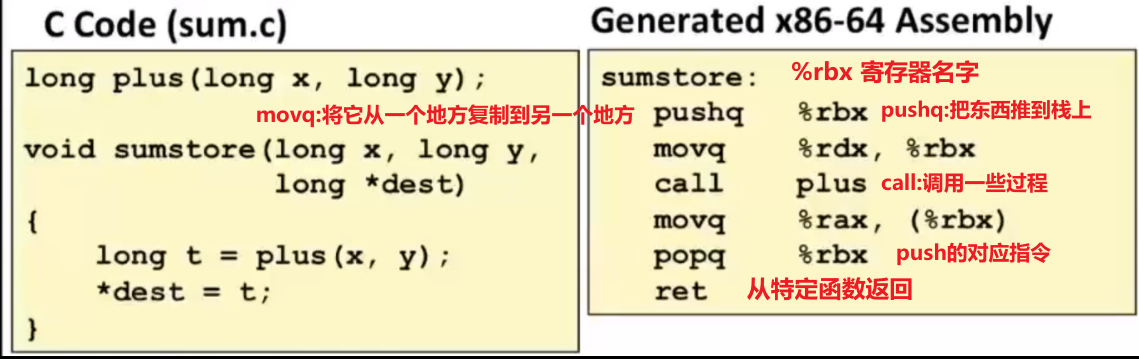 C Code (sum.c)
long plus(long x, long y);
movq:将它从一个地方复制到另一个地方
void sumstore(long x, long y,
long *dest)
{
long t = plus(x, y);
*dest = t;
}
Generated x86-64 Assembly
sumstore: %rbx 寄存器名字
pushq %rbx pushq:把东西推到栈上
movq %rdx, %rbx
call plus call:调用一些过程
movq %rax, (%rbx)
popq %rbx push的对应指令
ret 从特定函数返回